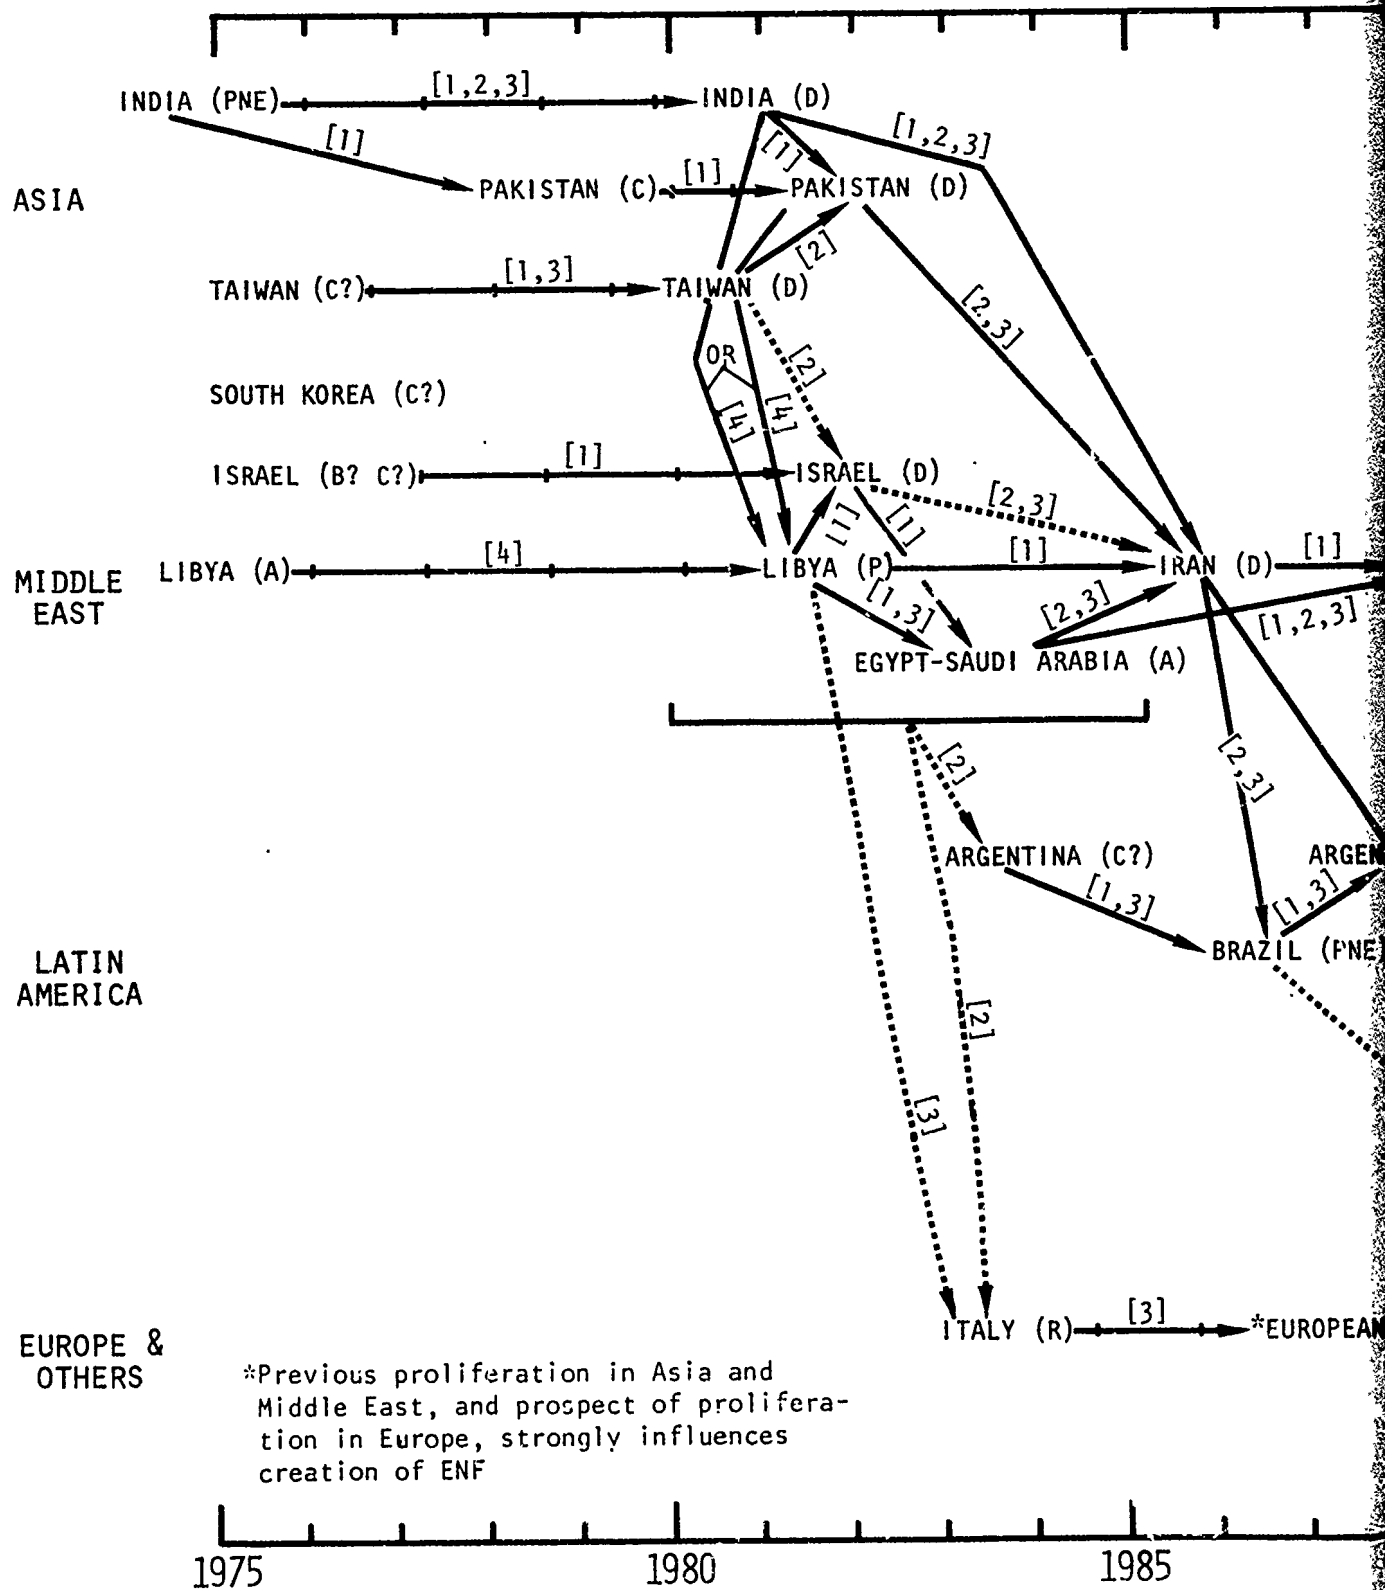 [1,2,3]
INDIA (PNE)
INDIA (D)
[1]
[1]
[1,2,3]
ASIA
PAKISTAN (C)
[1]
PAKISTAN (D)
[2]
TAIWAN (C?)
[1,3]
TAIWAN (D)
[2,3]
OR
[2]
SOUTH KOREA (C?)
[4]
[4]
ISRAEL (B? C?)
[1]
ISRAEL (D)
[2,3]
[1]
[1]
MIDDLE
EAST
LIBYA (A)
[4]
LIBYA (P)
[1]
IRAN (D)
[1]
[1,3]
[2,3]
[1,2,3]
EGYPT-SAUDI ARABIA (A)
[2]
[2,3]
ARGENTINA (C?)
ARGEN
[1,3]
[1,3]
LATIN
AMERICA
BRAZIL (PNE)
[2]
[3]
EUROPE &
OTHERS
ITALY (R)
[3]
*EUROPEAN
*Previous proliferation in Asia and
Middle East, and prospect of prolifera-
tion in Europe, strongly influences
creation of ENF
1975
1980
1985